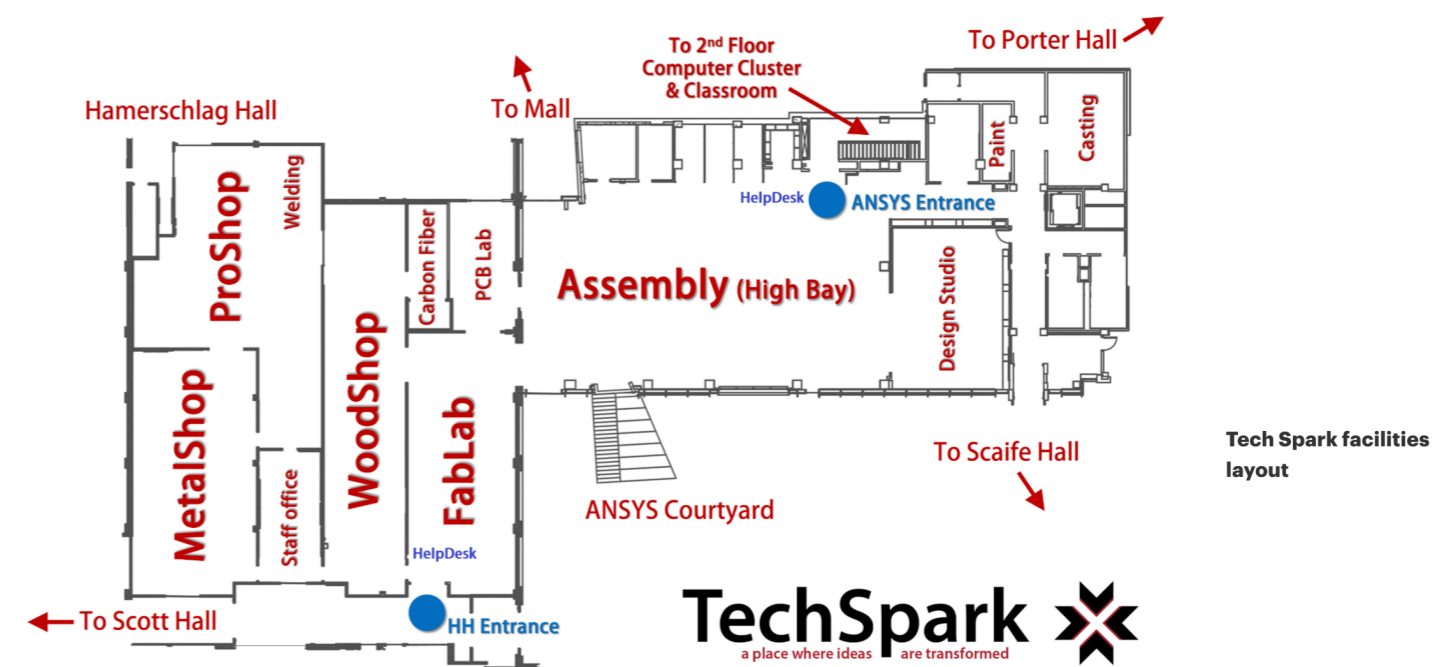 To Porter Hall
To 2nd Floor
Computer Cluster
& Classroom
To Mall
Hamerschlag Hall
ProShop
Welding
Carbon Fiber
PCB Lab
HelpDesk
ANSYS Entrance
Paint
Casting
Assembly (High Bay)
Design Studio
MetalShop
Staff office
WoodShop
FabLab
HelpDesk
To Scaife Hall
ANSYS Courtyard
Tech Spark facilities
layout
To Scott Hall
HH Entrance
TechSpark
a place where ideas are transformed